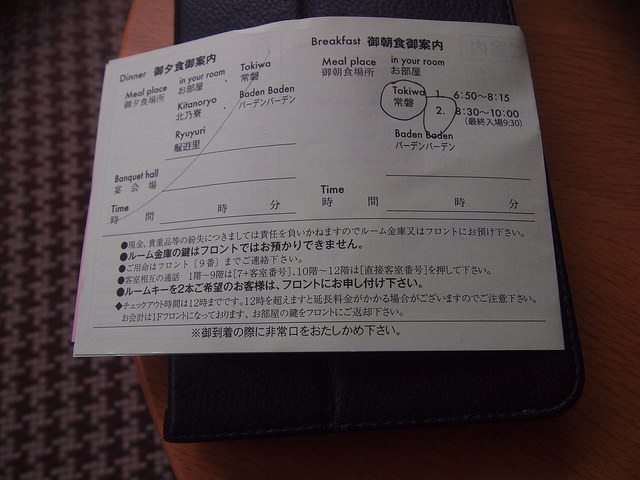 Dinner 御夕食御案内
Meal place
御夕食場所
in your room
お部屋
Tokiwa
常磐
Kitanoryo
北乃寮
Baden Baden
バーデンバーデン
Ryuyuri
Banquet hall
宴会場
Time
時間 時 分
Breakfast 御朝食御案内
Meal place
御朝食場所
in your room
お部屋
Tokiwa
常磐
1. 6:50~8:15
2. 8:30~10:00
(最終入場9:30)
Baden Baden
バーデンバーデン
Time
時間 時 分
●現金、貴重品等の紛失につきましては責任を負いかねますのでルーム金庫又はフロントにお預け下さい。
●ルーム金庫の鍵はフロントではお預かりできません。
●ご用命はフロント〔9番〕までご連絡下さい。
●客室相互の通話 1階~9階は[7+客室番号]、10階~12階は[直接客室番号]を押して下さい。
●ルームキーを2本ご希望のお客様は、フロントにお申し付け下さい。
◆チェックアウト時間は12時までです。12時を超えますと延長料金がかかる場合がございますのでご注意下さい。
お会計は1Fフロントになっております、お部屋の鍵をフロントにご返却下さい。
※御到着の際に非常口をおたしかめ下さい。